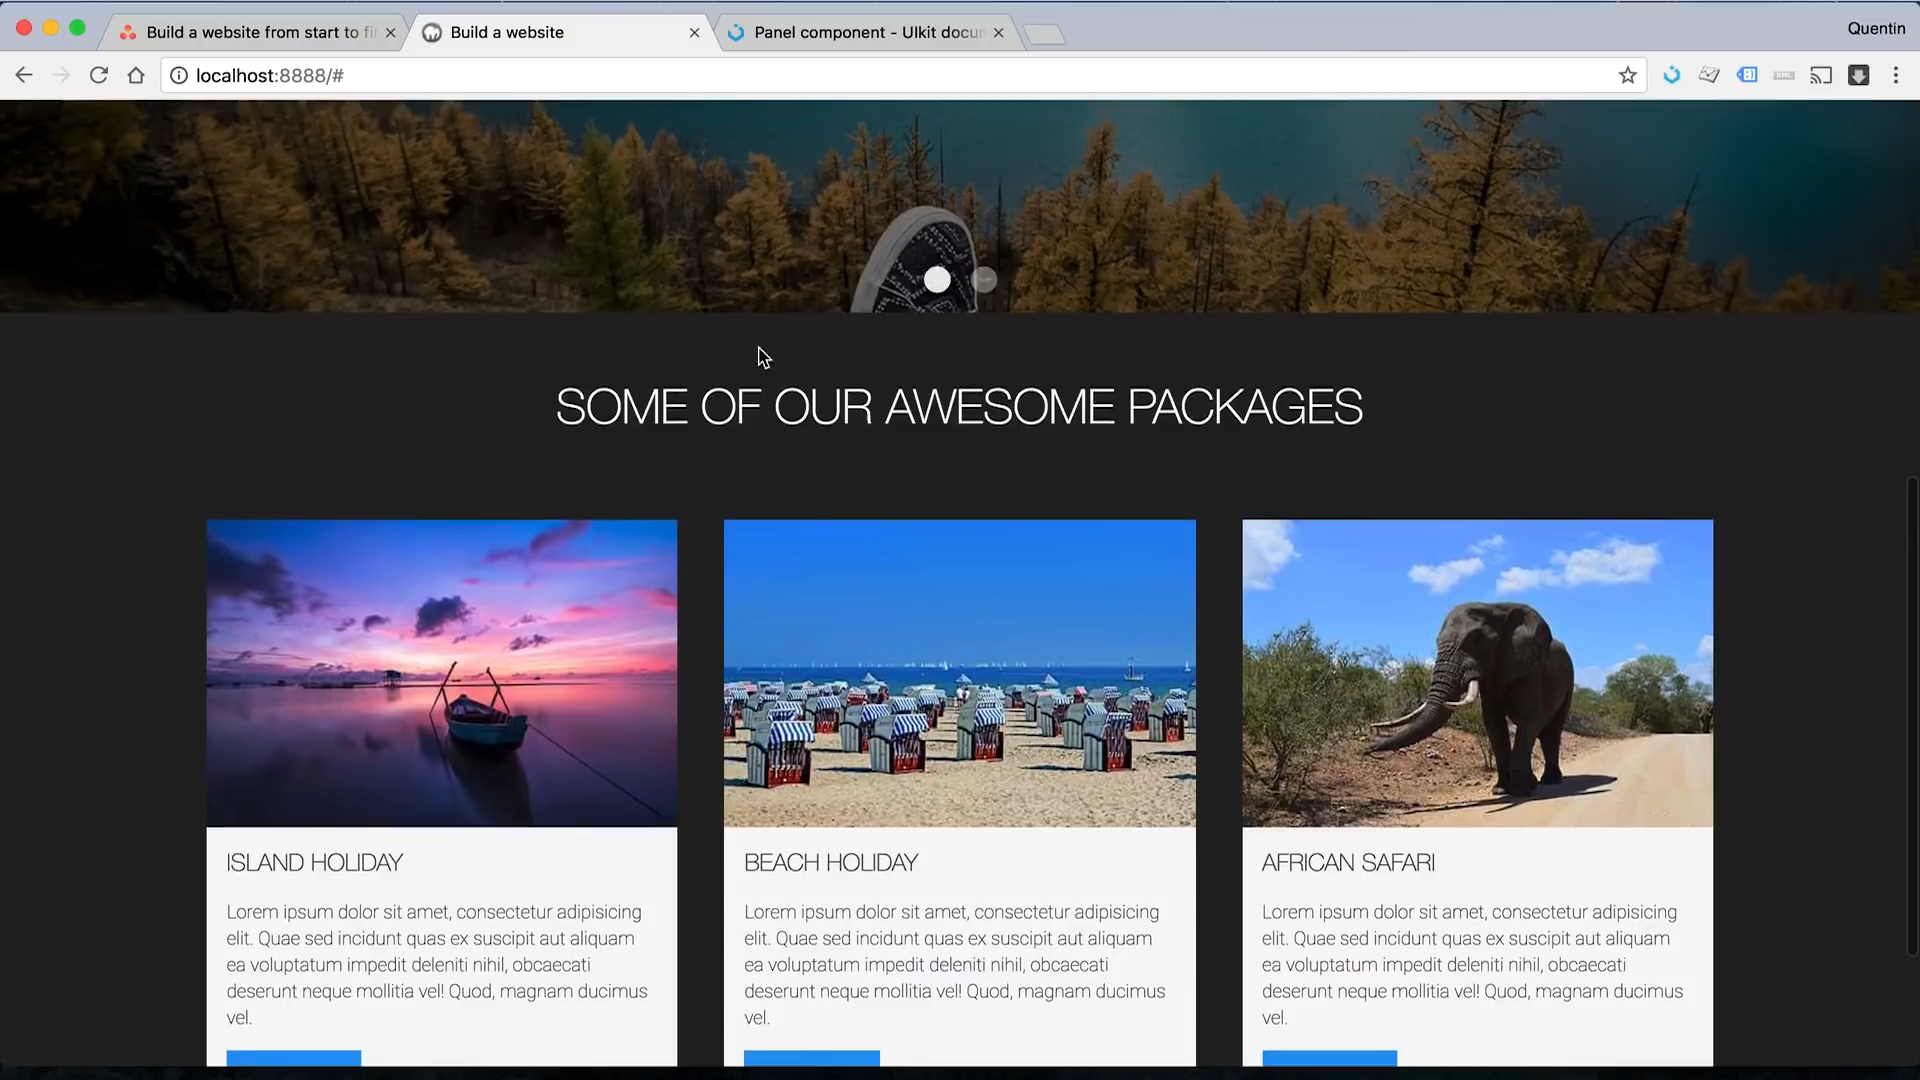 Build a website from start to fi
Build a website
Panel component - UIkit docum
Quentin
localhost:8888/#
SOME OF OUR AWESOME PACKAGES
ISLAND HOLIDAY
Lorem ipsum dolor sit amet, consectetur adipisicing
elit. Quae sed incidunt quas ex suscipit aut aliquam
ea voluptatum impedit deleniti nihil, obcaecati
deserunt neque mollitia vel! Quod, magnam ducimus
vel.
BEACH HOLIDAY
Lorem ipsum dolor sit amet, consectetur adipisicing
elit. Quae sed incidunt quas ex suscipit aut aliquam
ea voluptatum impedit deleniti nihil, obcaecati
deserunt neque mollitia vel! Quod, magnam ducimus
vel.
AFRICAN SAFARI
Lorem ipsum dolor sit amet, consectetur adipisicing
elit. Quae sed incidunt quas ex suscipit aut aliquam
ea voluptatum impedit deleniti nihil, obcaecati
deserunt neque mollitia vel! Quod, magnam ducimus
vel.